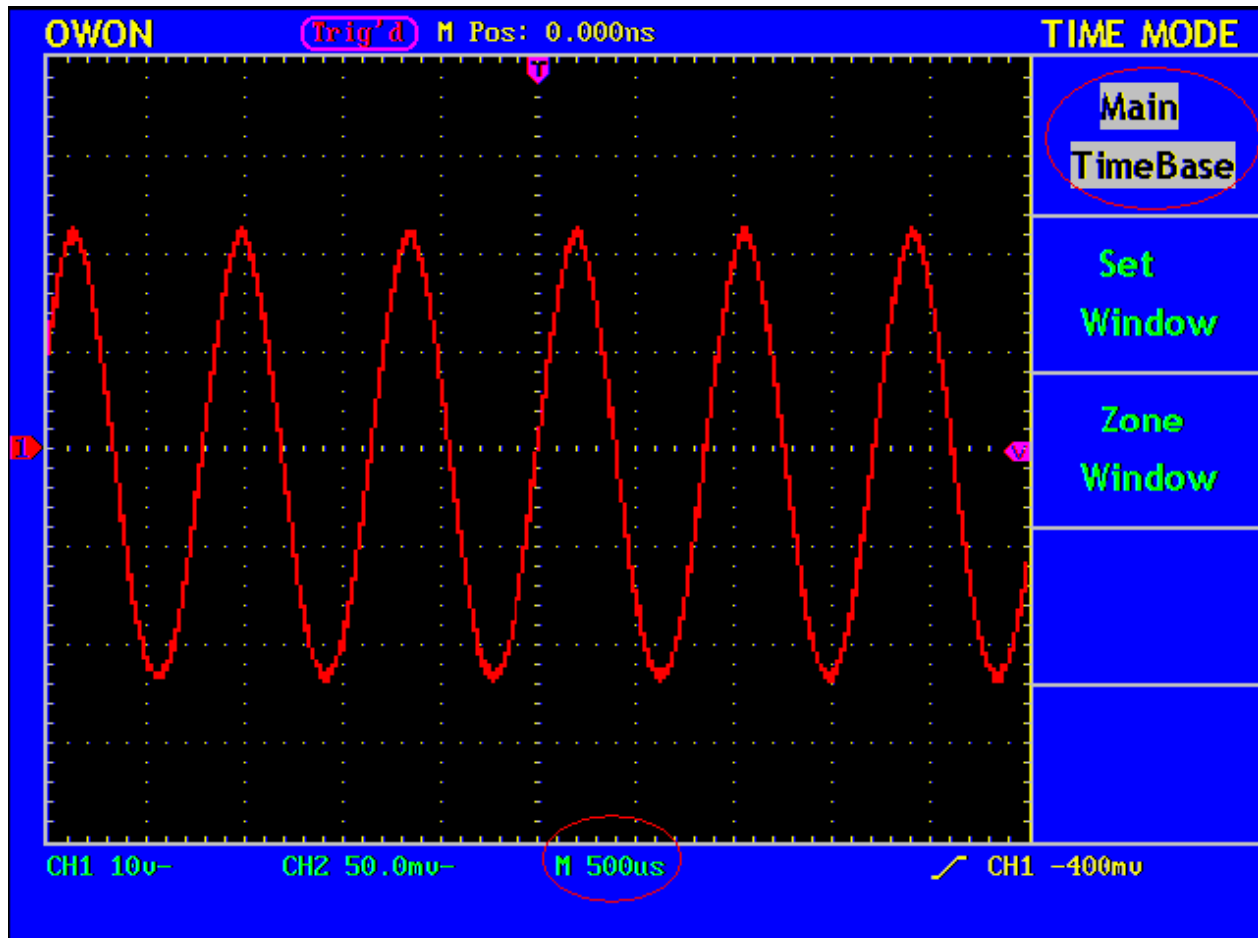 OWON Trig'd M Pos: 0.000ns TIME MODE
T
Main
TimeBase
Set
Window
1
V
Zone
Window
CH1 10v- CH2 50.0mv- M 500us CH1 -400mv